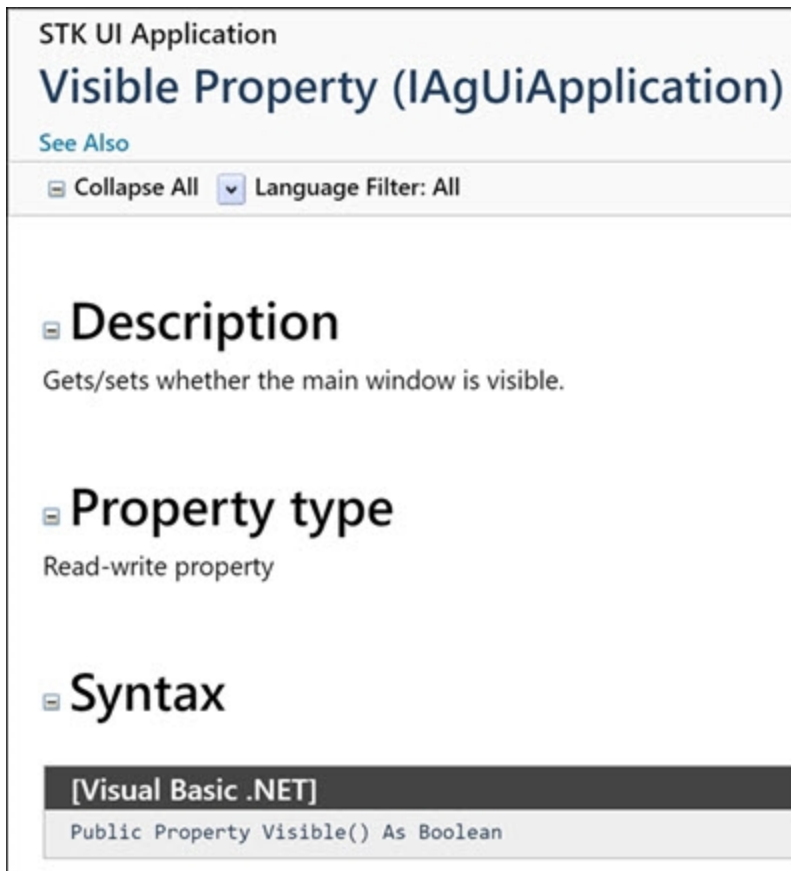 STK UI Application
Visible Property (IAgUiApplication)
See Also
Collapse All Language Filter: All
Description
Gets/sets whether the main window is visible.
Property type
Read-write property
Syntax
[Visual Basic .NET]
Public Property Visible() As Boolean